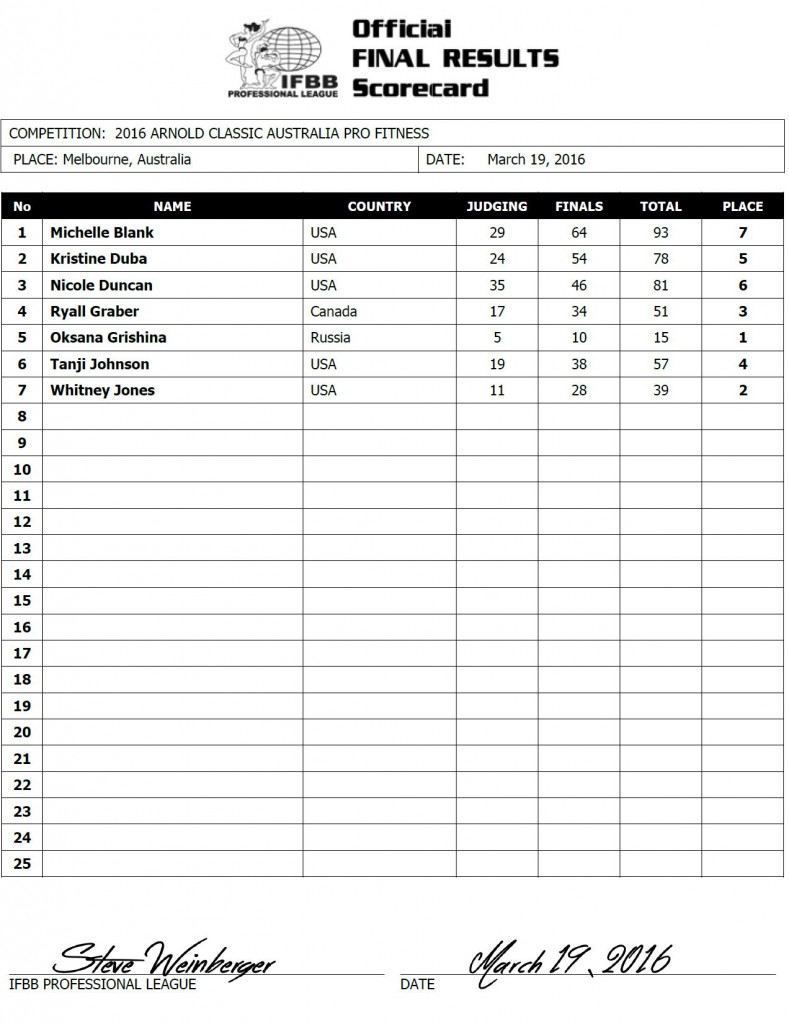 Official
FINAL RESULTS
Scorecard
IFBB
PROFESSIONAL LEAGUE
COMPETITION: 2016 ARNOLD CLASSIC AUSTRALIA PRO FITNESS
PLACE: Melbourne, Australia DATE: March 19, 2016
No NAME COUNTRY JUDGING FINALS TOTAL PLACE
1 Michelle Blank USA 29 64 93 7
2 Kristine Duba USA 24 54 78 5
3 Nicole Duncan USA 35 46 81 6
4 Ryall Graber Canada 17 34 51 3
5 Oksana Grishina Russia 5 10 15 1
6 Tanji Johnson USA 19 38 57 4
7 Whitney Jones USA 11 28 39 2
8
9
10
11
12
13
14
15
16
17
18
19
20
21
22
23
24
25
Steve Weinberger March 19, 2016
IFBB PROFESSIONAL LEAGUE DATE